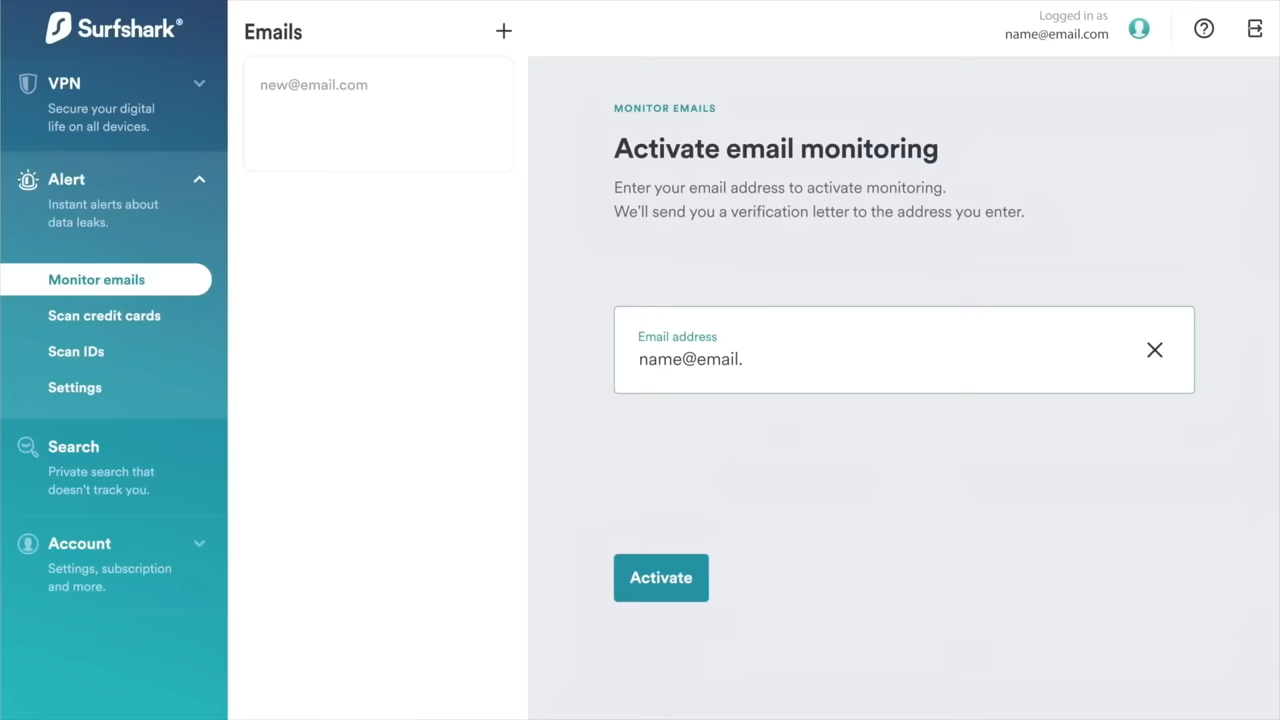 Surfshark®
VPN
Secure your digital
life on all devices.
Alert
Instant alerts about
data leaks.
Monitor emails
Scan credit cards
Scan IDs
Settings
Search
Private search that
doesn't track you.
Account
Settings, subscription
and more.
Emails
new@email.com
Logged in as
name@email.com
MONITOR EMAILS
Activate email monitoring
Enter your email address to activate monitoring.
We'll send you a verification letter to the address you enter.
Email address
name@email.
Activate